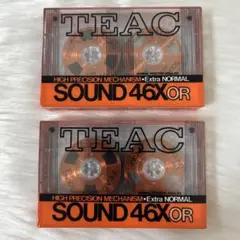 TEAC
HIGH PRECISION MECHANISM • Extra NORMAL
SOUND 46X OR
TEAC
HIGH PRECISION MECHANISM • Extra NORMAL
SOUND 46X OR